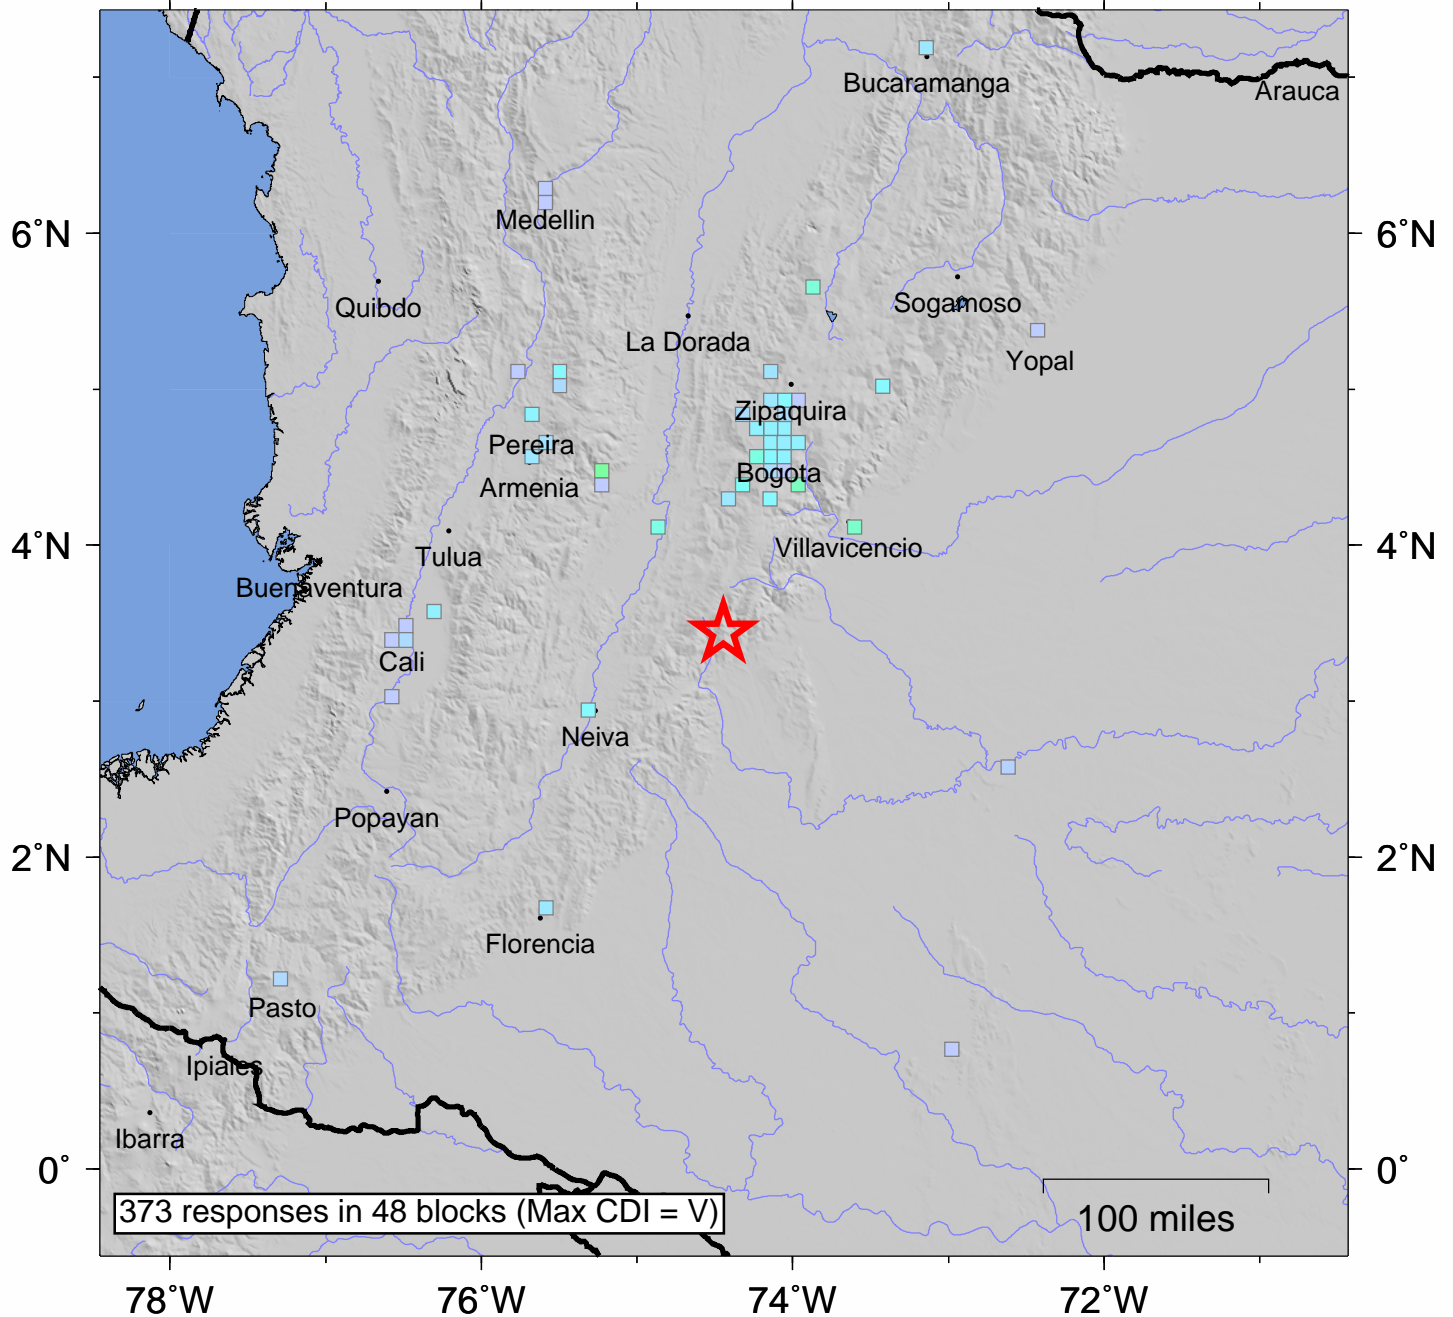 Bucaramanga
Arauca
Medellin
6°N
6°N
Quibdo
Sogamoso
La Dorada
Yopal
Zipaquira
Pereira
Bogota
Armenia
4°N
Villavicencio
4°N
Tulua
Buenaventura
Cali
Neiva
Popayan
2°N
2°N
Florencia
Pasto
Ipiales
Ibarra
0°
0°
373 responses in 48 blocks (Max CDI = V)
100 miles
78°W
76°W
74°W
72°W